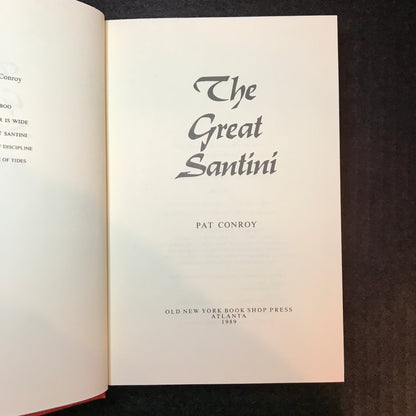 Conroy
BOO
R IS WIDE
T SANTINI
F DISCIPLINE
E OF TIDES
The
Great
Santini
PAT CONROY
OLD NEW YORK BOOK SHOP PRESS
ATLANTA
1989